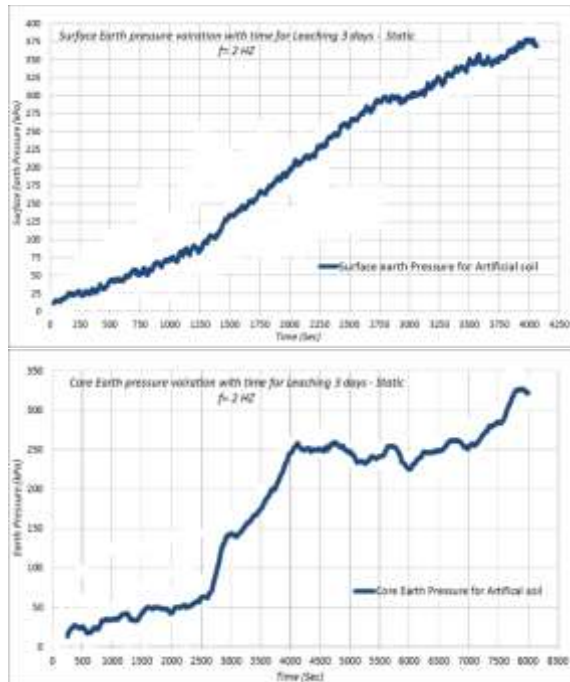 Surface Earth pressure vairation with time for Leaching 3 days - Static
f= 2 HZ
Surface Earth Pressure (kPa)
400
375
350
325
300
275
250
225
200
175
150
125
100
75
50
25
0
Surface earth Pressure for Artificial soil
0 250 500 750 1000 1250 1500 1750 2000 2250 2500 2750 3000 3250 3500 3750 4000 4250
Time (Sec)
Core Earth pressure vairation with time for Leaching 3 days - Static
f= 2 HZ
Earth Pressure (kPa)
350
300
250
200
150
100
50
0
Core Earth Pressure for Artifical soil
0 500 1000 1500 2000 2500 3000 3500 4000 4500 5000 5500 6000 6500 7000 7500 8000 8500
Time (Sec)